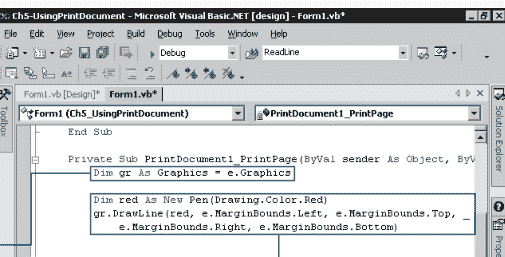 Ch5-UsingPrintDocument - Microsoft Visual Basic.NET [design] - Form1.vb*
File Edit View Project Build Debug Tools Window Help
Debug ReadLine
Form1.vb [Design]* Form1.vb*
Form1 (Ch5_UsingPrintDocument) PrintDocument1_PrintPage
Toolbox
Solution Explorer
End Sub
Private Sub PrintDocument1_PrintPage(ByVal sender As Object, ByV
Dim gr As Graphics = e.Graphics
Dim red As New Pen(Drawing.Color.Red)
gr.DrawLine(red, e.MarginBounds.Left, e.MarginBounds.Top, _
e.MarginBounds.Right, e.MarginBounds.Bottom)
Prope